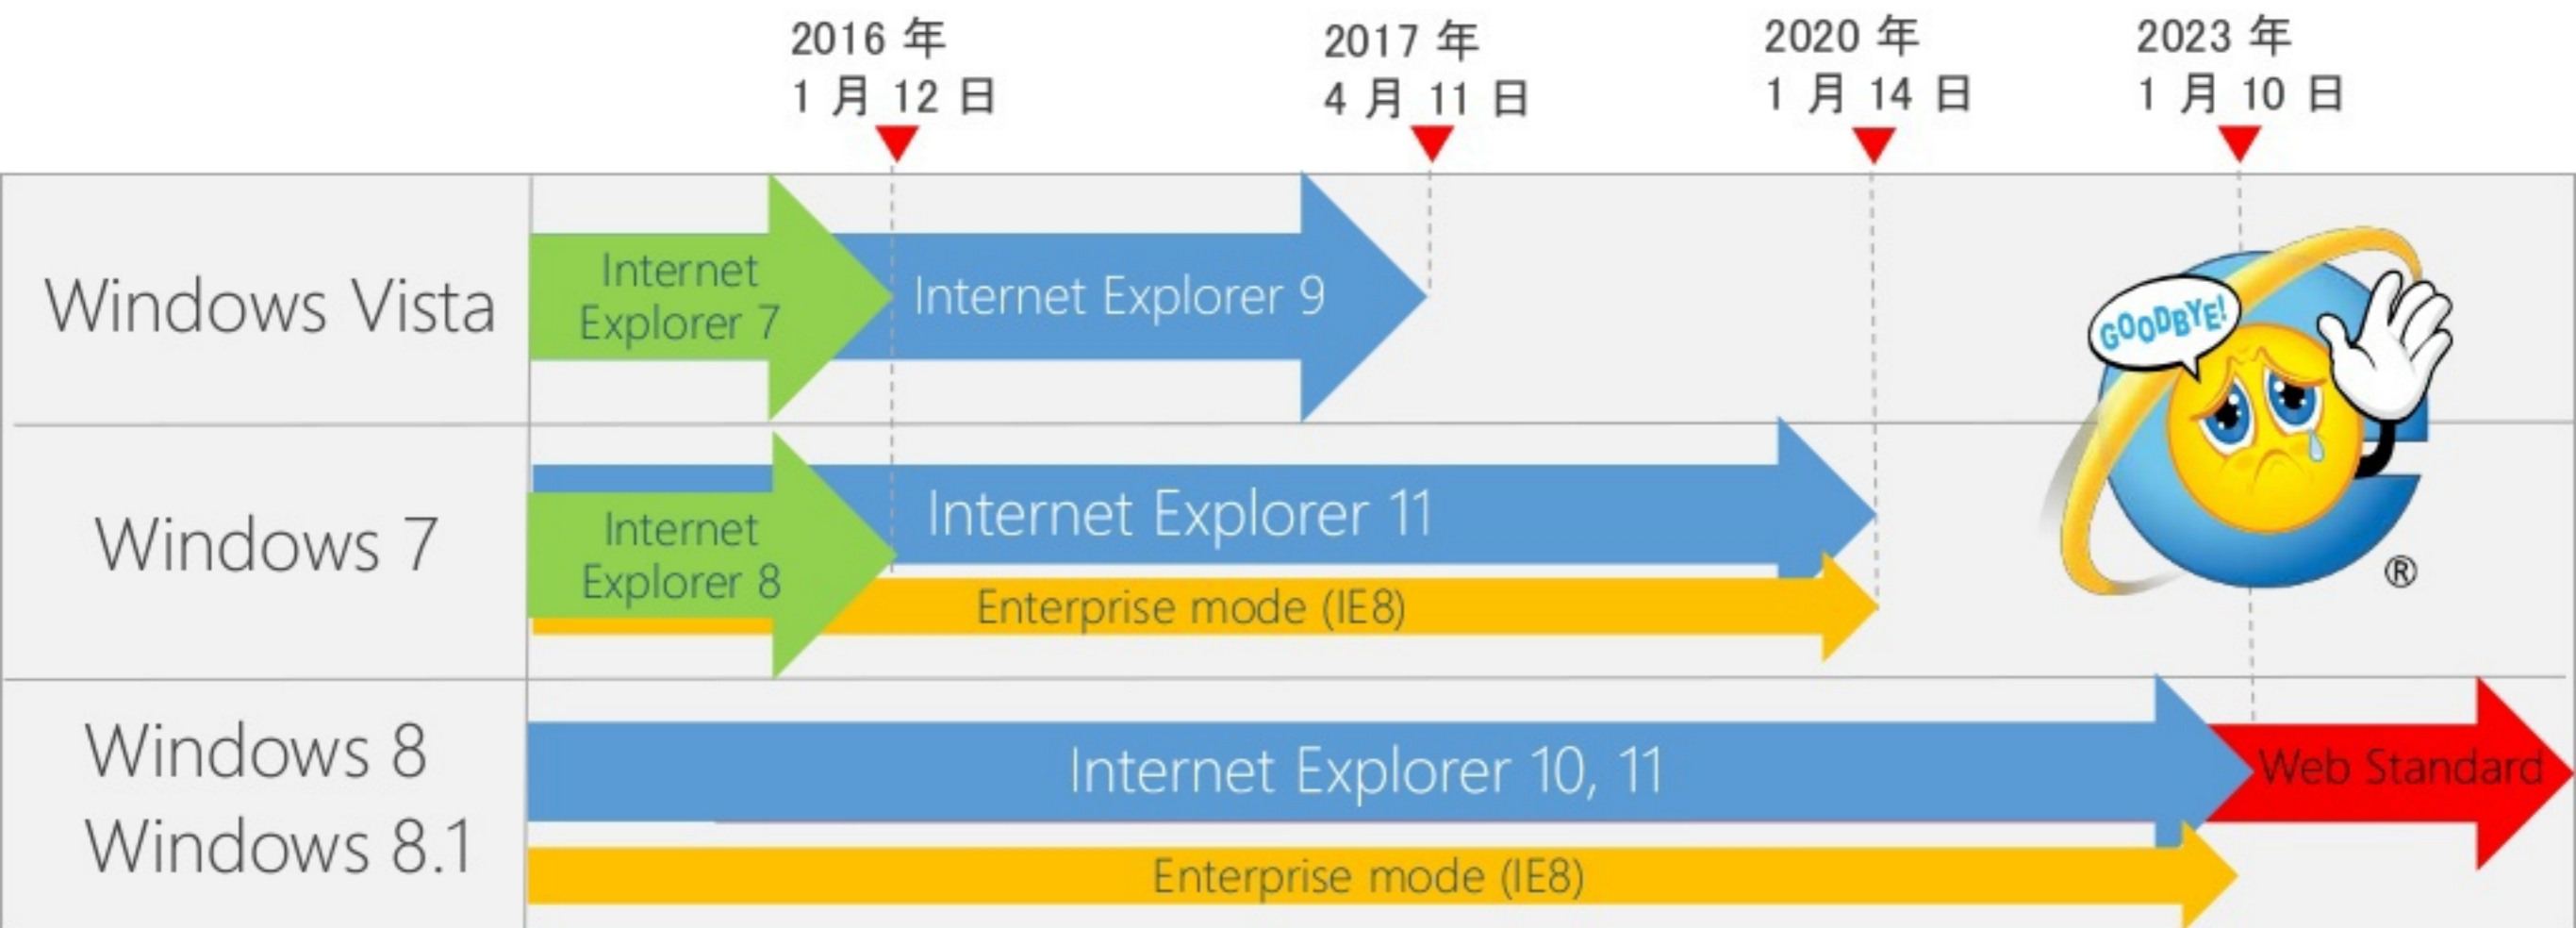 2016 年
1 月 12 日
2017 年
4 月 11 日
2020 年
1 月 14 日
2023 年
1 月 10 日
Windows Vista
Internet
Explorer 7
Internet Explorer 9
GOODBYE!
Windows 7
Internet
Explorer 8
Internet Explorer 11
Enterprise mode (IE8)
®
Windows 8
Windows 8.1
Internet Explorer 10, 11
Web Standard
Enterprise mode (IE8)